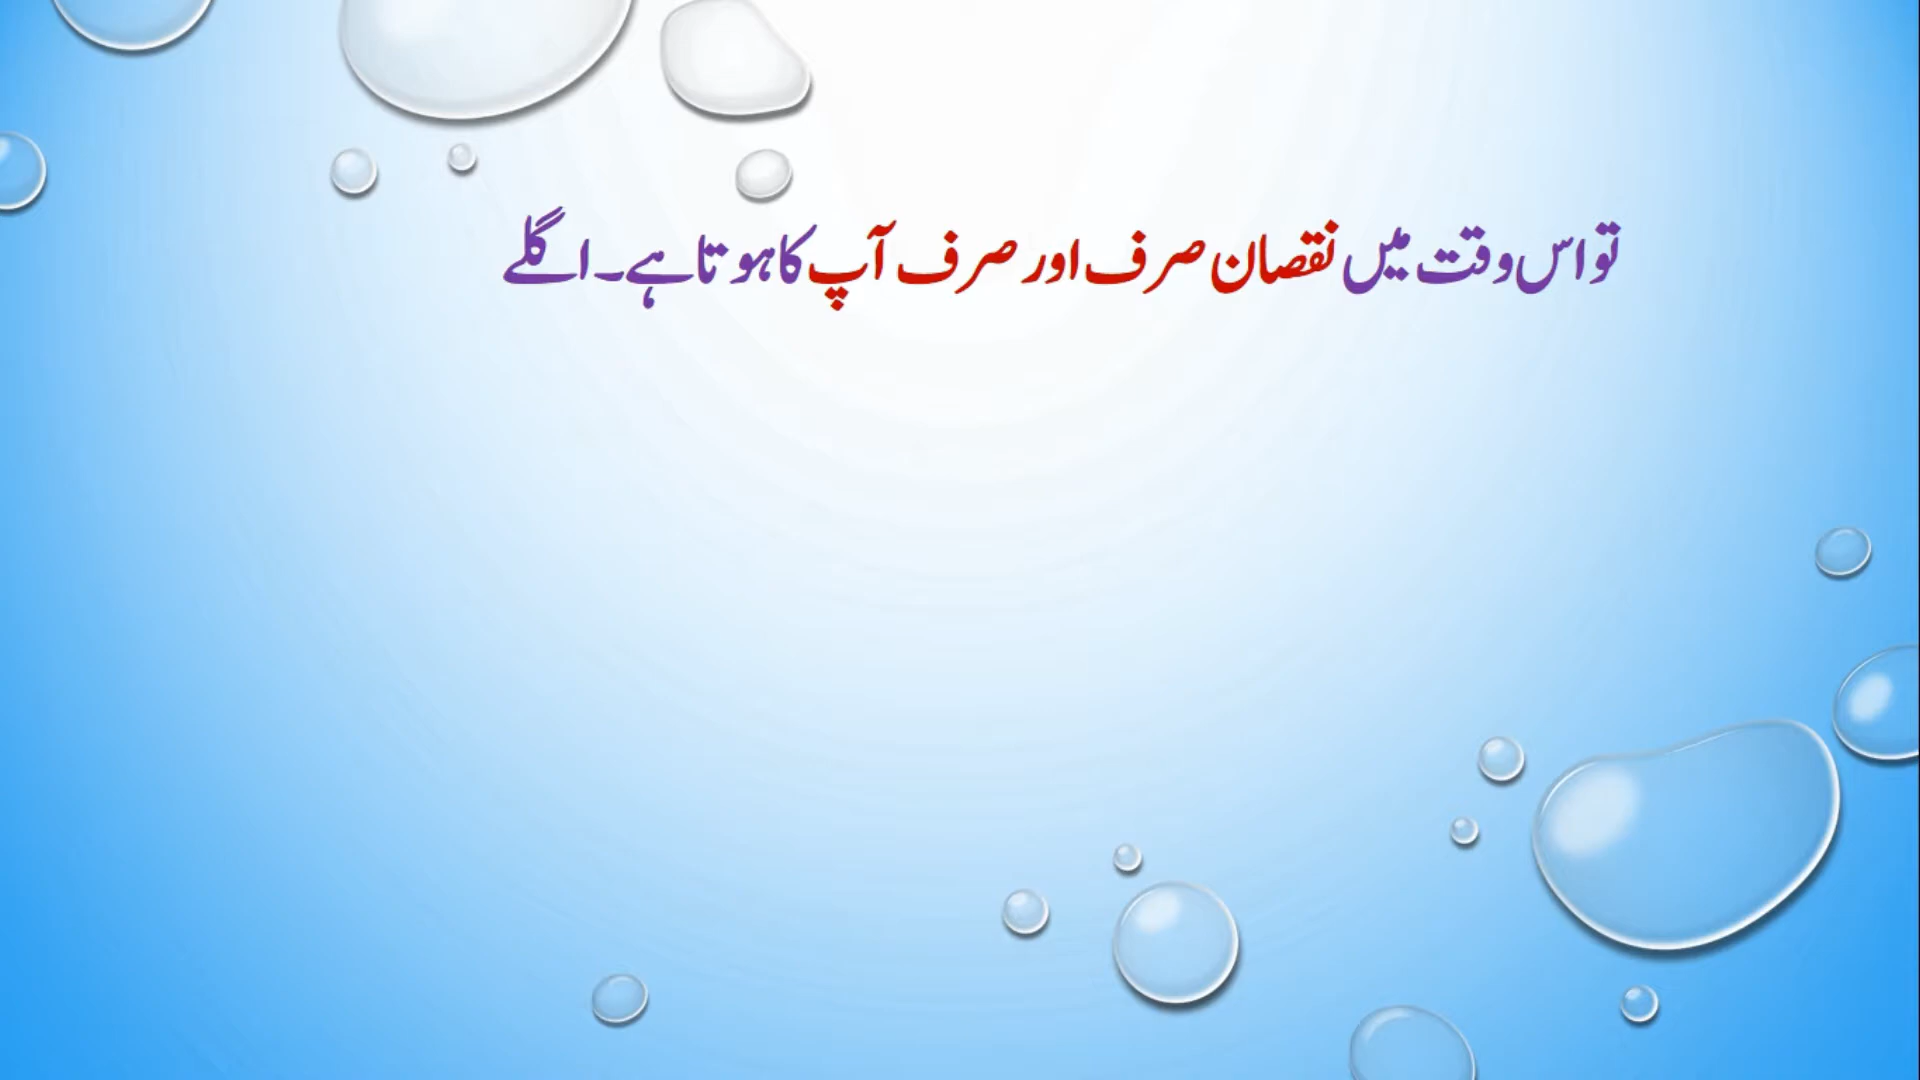 تو اس وقت میں نقصان صرف اور صرف آپ کا ہوتا ہے۔ اگلے